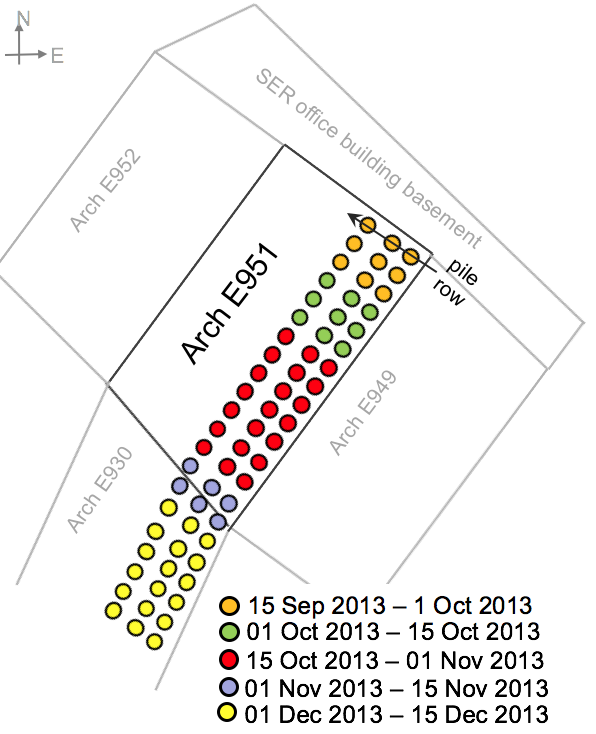 N
E
SER office building basement
Arch E952
Arch E951
pile
row
Arch E949
Arch E930
15 Sep 2013 – 1 Oct 2013
01 Oct 2013 – 15 Oct 2013
15 Oct 2013 – 01 Nov 2013
01 Nov 2013 – 15 Nov 2013
01 Dec 2013 – 15 Dec 2013